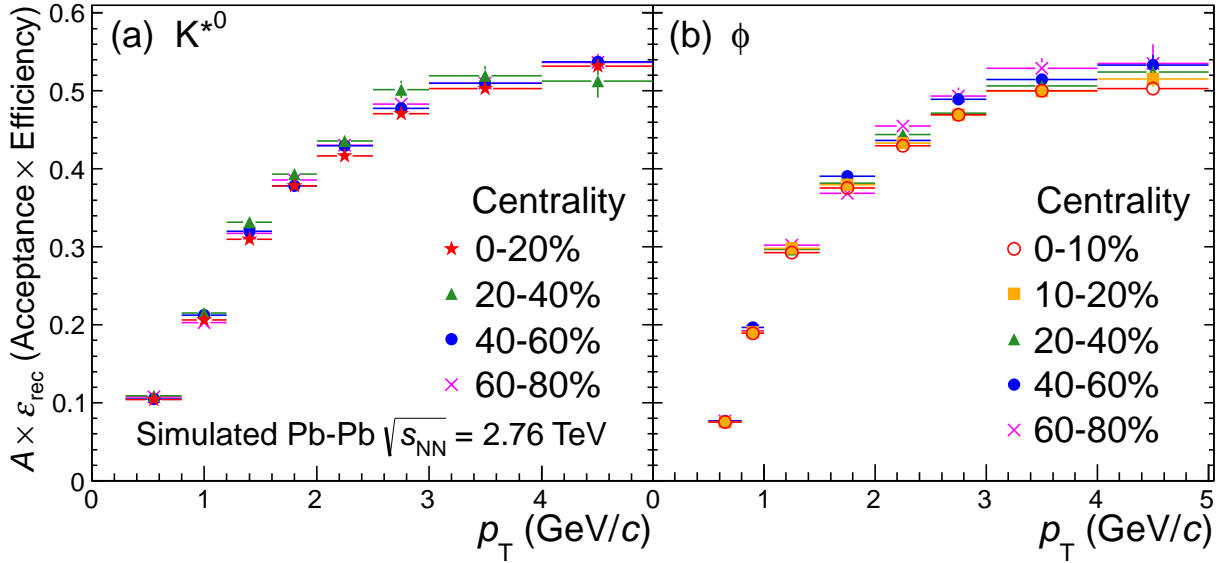 (a) K*0
A × εrec (Acceptance × Efficiency)
0.6
0.5
0.4
0.3
0.2
0.1
0
Centrality
0-20%
20-40%
40-60%
60-80%
Simulated Pb-Pb √sNN = 2.76 TeV
0 1 2 3 4
pT (GeV/c)
(b) ϕ
Centrality
0-10%
10-20%
20-40%
40-60%
60-80%
0 1 2 3 4 5
pT (GeV/c)